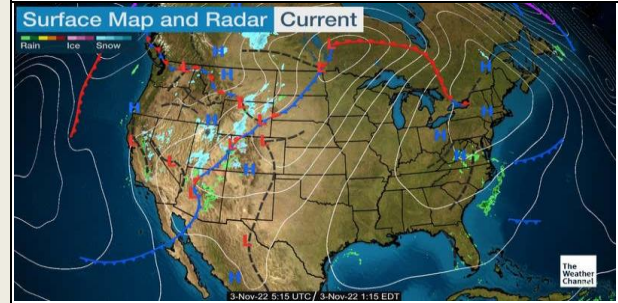 Surface Map and Radar Current
Rain Ice Snow
H L
L H
L L
H
L H
H H L
L H
L L H
L H
L H
L
L
H
The
Weather
Channel
3-Nov-22 5:15 UTC / 3-Nov-22 1:15 EDT